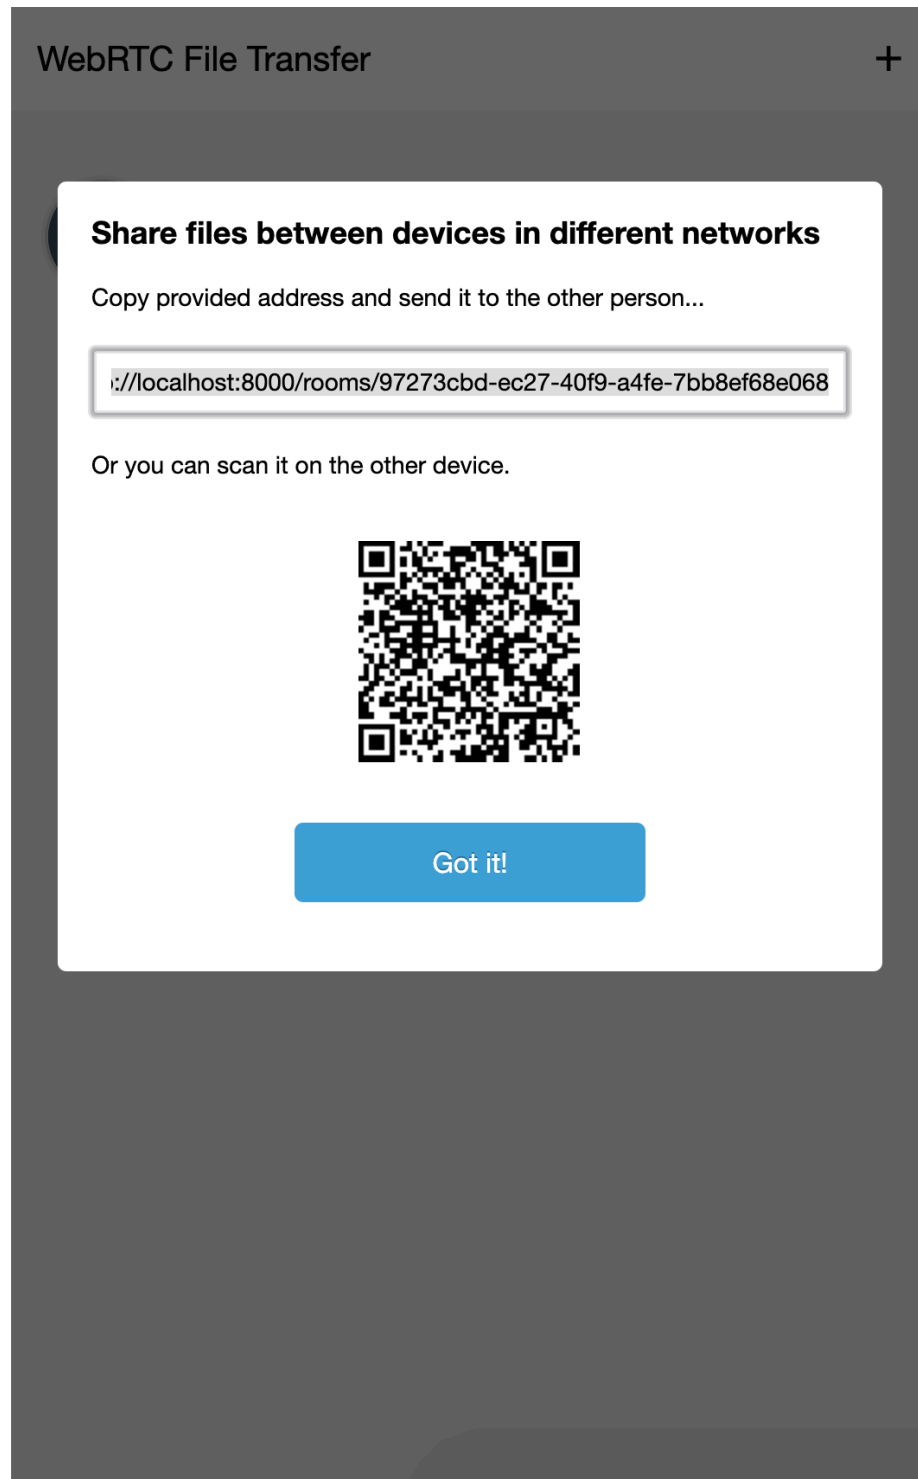 WebRTC File Transfer +
Share files between devices in different networks
Copy provided address and send it to the other person...
://localhost:8000/rooms/97273cbd-ec27-40f9-a4fe-7bb8ef68e068
Or you can scan it on the other device.
Got it!